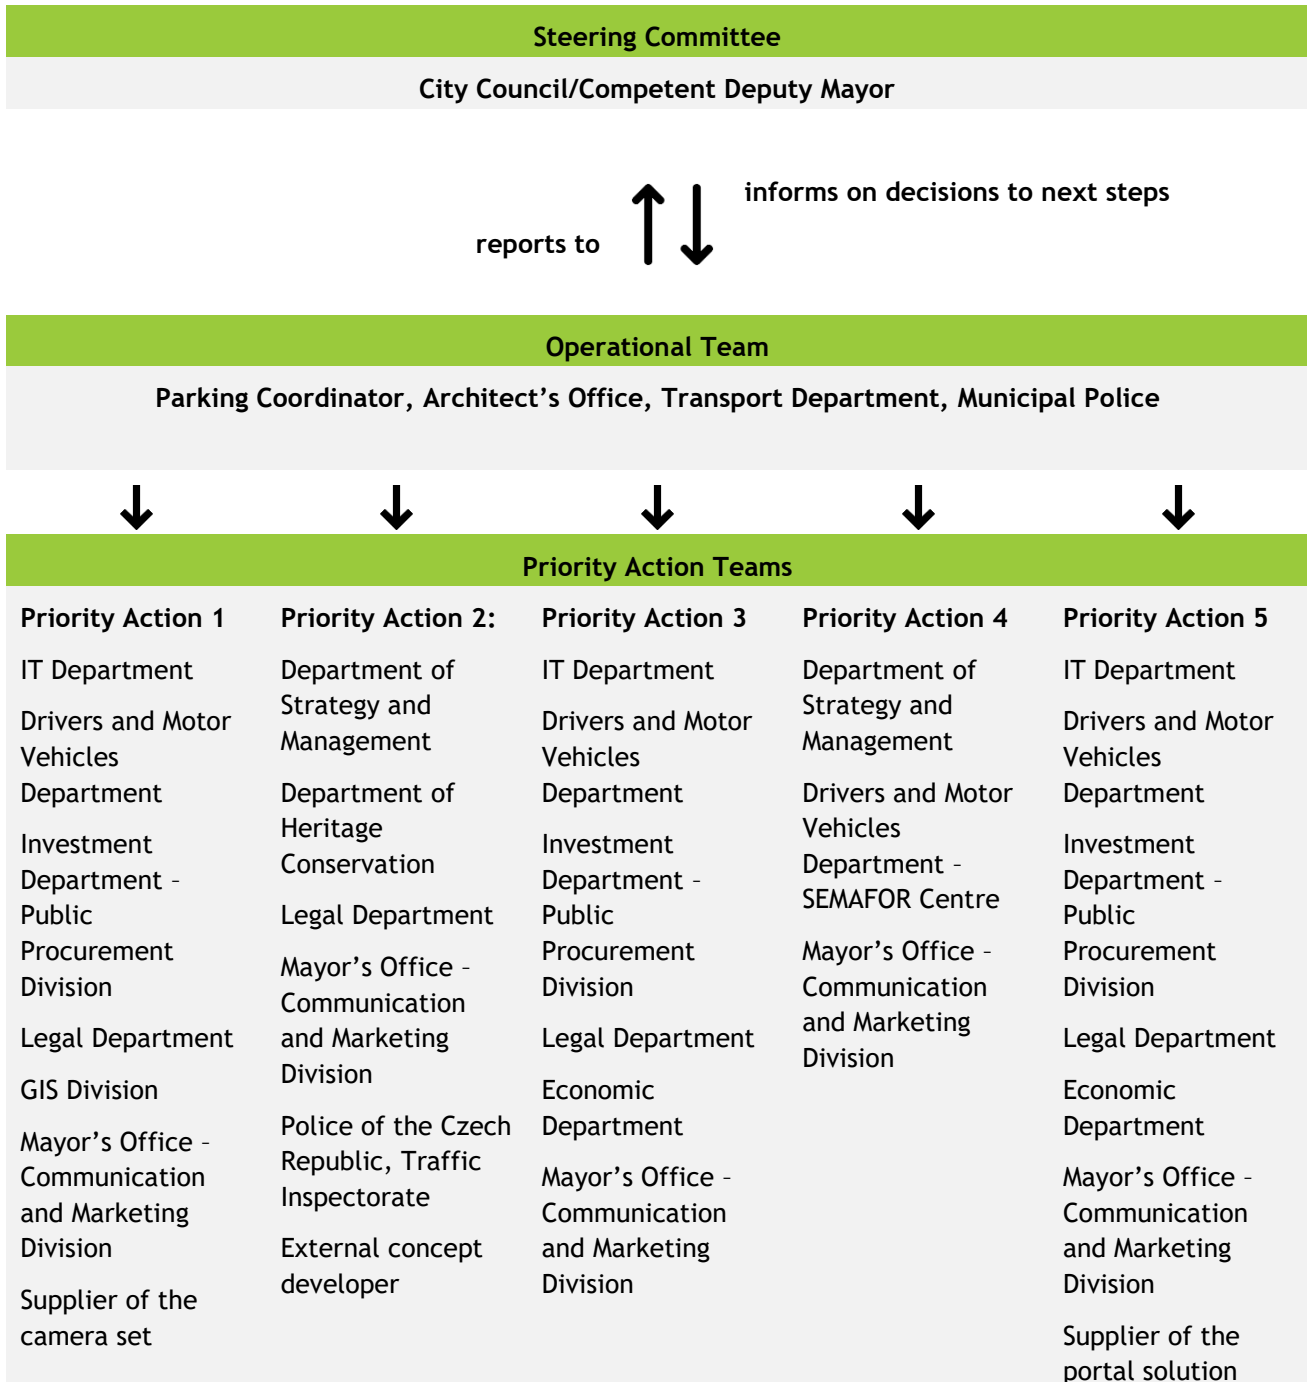 Steering Committee
City Council/Competent Deputy Mayor
informs on decisions to next steps
reports to
Operational Team
Parking Coordinator, Architect’s Office, Transport Department, Municipal Police
Priority Action Teams
Priority Action 1
IT Department
Drivers and Motor
Vehicles
Department
Investment
Department –
Public
Procurement
Division
Legal Department
GIS Division
Mayor’s Office –
Communication
and Marketing
Division
Supplier of the
camera set
Priority Action 2:
Department of
Strategy and
Management
Department of
Heritage
Conservation
Legal Department
Mayor’s Office –
Communication
and Marketing
Division
Police of the Czech
Republic, Traffic
Inspectorate
External concept
developer
Priority Action 3
IT Department
Drivers and Motor
Vehicles
Department
Investment
Department –
Public
Procurement
Division
Legal Department
Economic
Department
Mayor’s Office –
Communication
and Marketing
Division
Priority Action 4
Department of
Strategy and
Management
Drivers and Motor
Vehicles
Department –
SEMAFOR Centre
Mayor’s Office –
Communication
and Marketing
Division
Priority Action 5
IT Department
Drivers and Motor
Vehicles
Department
Investment
Department –
Public
Procurement
Division
Legal Department
Economic
Department
Mayor’s Office –
Communication
and Marketing
Division
Supplier of the
portal solution